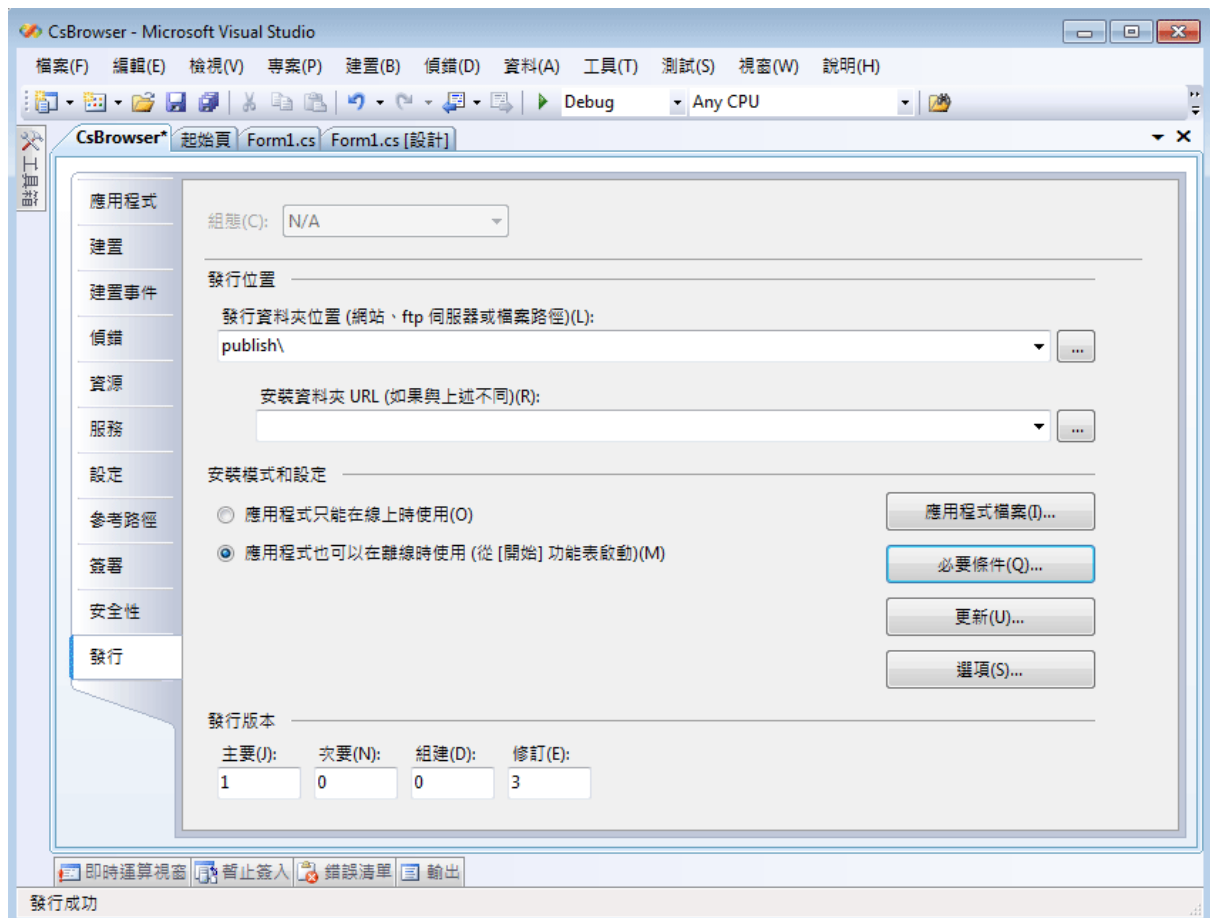 CsBrowser - Microsoft Visual Studio
檔案(F) 編輯(E) 檢視(V) 專案(P) 建置(B) 偵錯(D) 資料(A) 工具(T) 測試(S) 視窗(W) 說明(H)
Debug Any CPU
CsBrowser* 起始頁 Form1.cs Form1.cs [設計]
工具箱
應用程式
建置
建置事件
偵錯
資源
服務
設定
參考路徑
簽署
安全性
發行
組態(C): N/A
發行位置
發行資料夾位置 (網站、ftp 伺服器或檔案路徑)(L):
publish\ ...
安裝資料夾 URL (如果與上述不同)(R):
...
安裝模式和設定
應用程式只能在線上時使用(O)
應用程式也可以在離線時使用 (從 [開始] 功能表啟動)(M)
應用程式檔案(I)...
必要條件(Q)...
更新(U)...
選項(S)...
發行版本
主要(J): 次要(N): 組建(D): 修訂(E):
1 0 0 3
即時運算視窗 暫止簽入 錯誤清單 輸出
發行成功